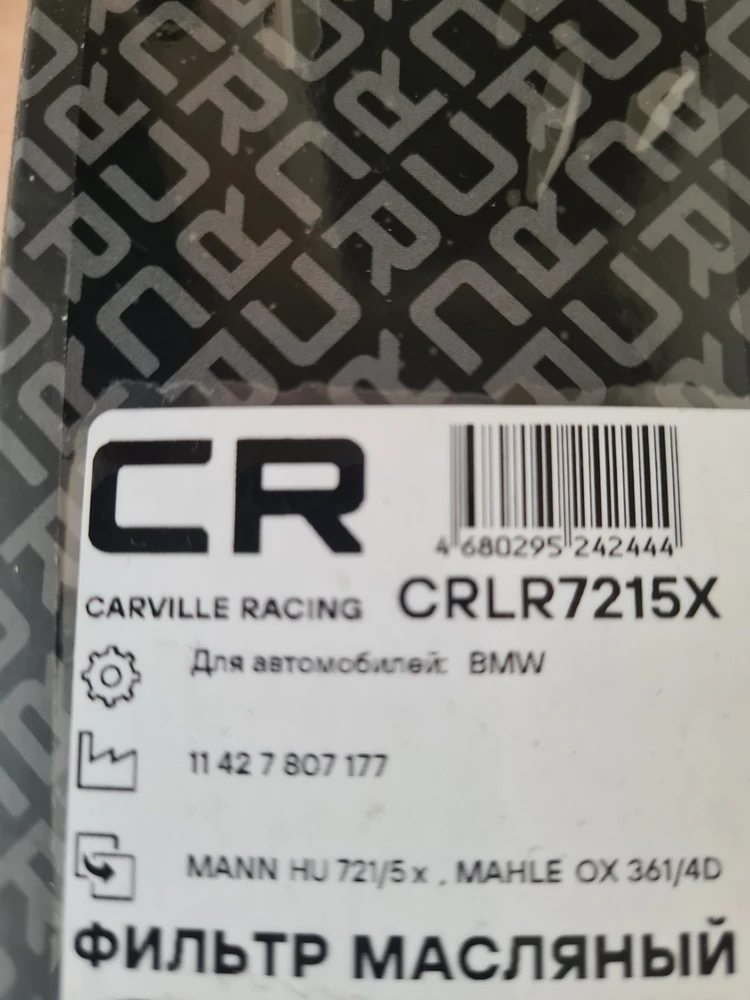 CR
4 680295 242444
CARVILLE RACING CRLR7215X
Для автомобилей: BMW
11 42 7 807 177
MANN HU 721/5 x , MAHLE OX 361/4D
ФИЛЬТР МАСЛЯНЫЙ